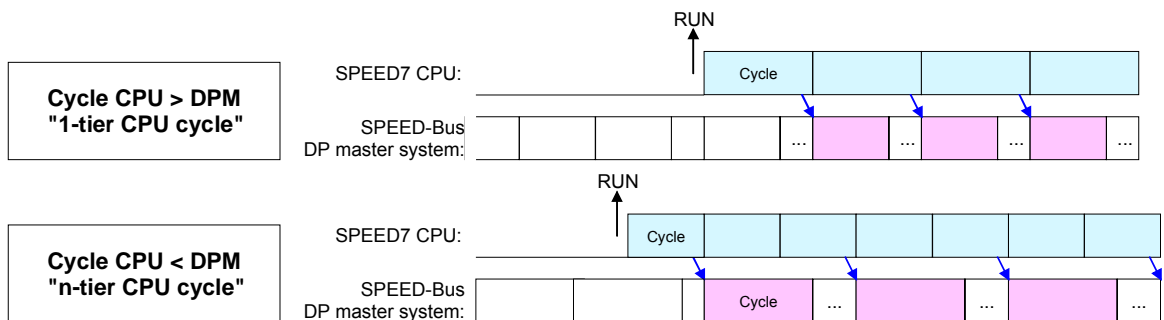 RUN
Cycle CPU > DPM
"1-tier CPU cycle"
SPEED7 CPU:
Cycle
SPEED-Bus
DP master system:
...
...
...
...
RUN
Cycle CPU < DPM
"n-tier CPU cycle"
SPEED7 CPU:
Cycle
SPEED-Bus
DP master system:
Cycle
...
...
...